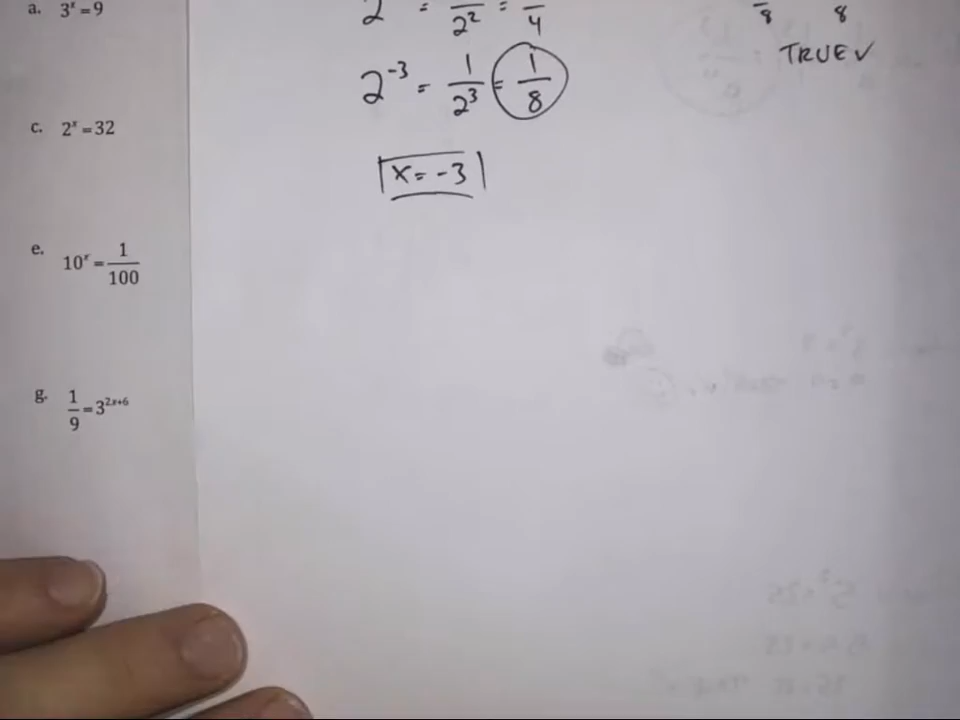 a. 3ˣ = 9
c. 2ˣ = 32
e. 10ˣ = 1/100
g. 1/9 = 3²ˣ⁺⁶
2 = 1/2² = 1/4
2⁻³ = 1/2³ = 1/8
x = -3
8 8
TRUE ✓